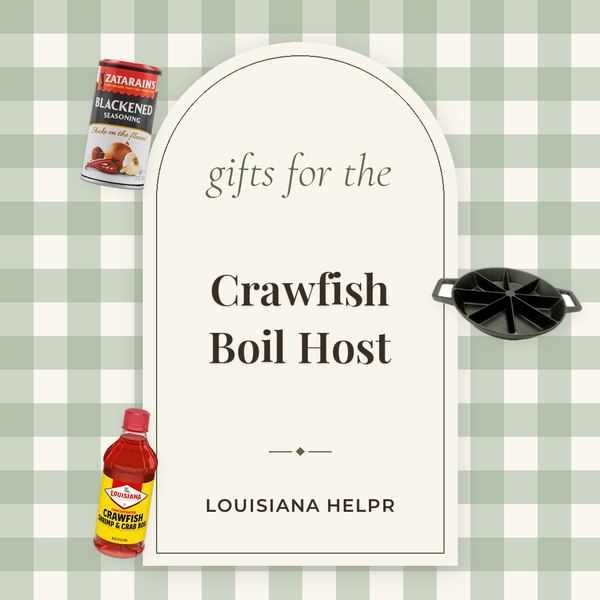 gifts for the
Crawfish
Boil Host
LOUISIANA HELPR
ZATARAIN'S
BLACKENED
SEASONING
Shake on the flavor!
LOUISIANA
CONCENTRATED
CRAWFISH
SHRIMP & CRAB BOIL